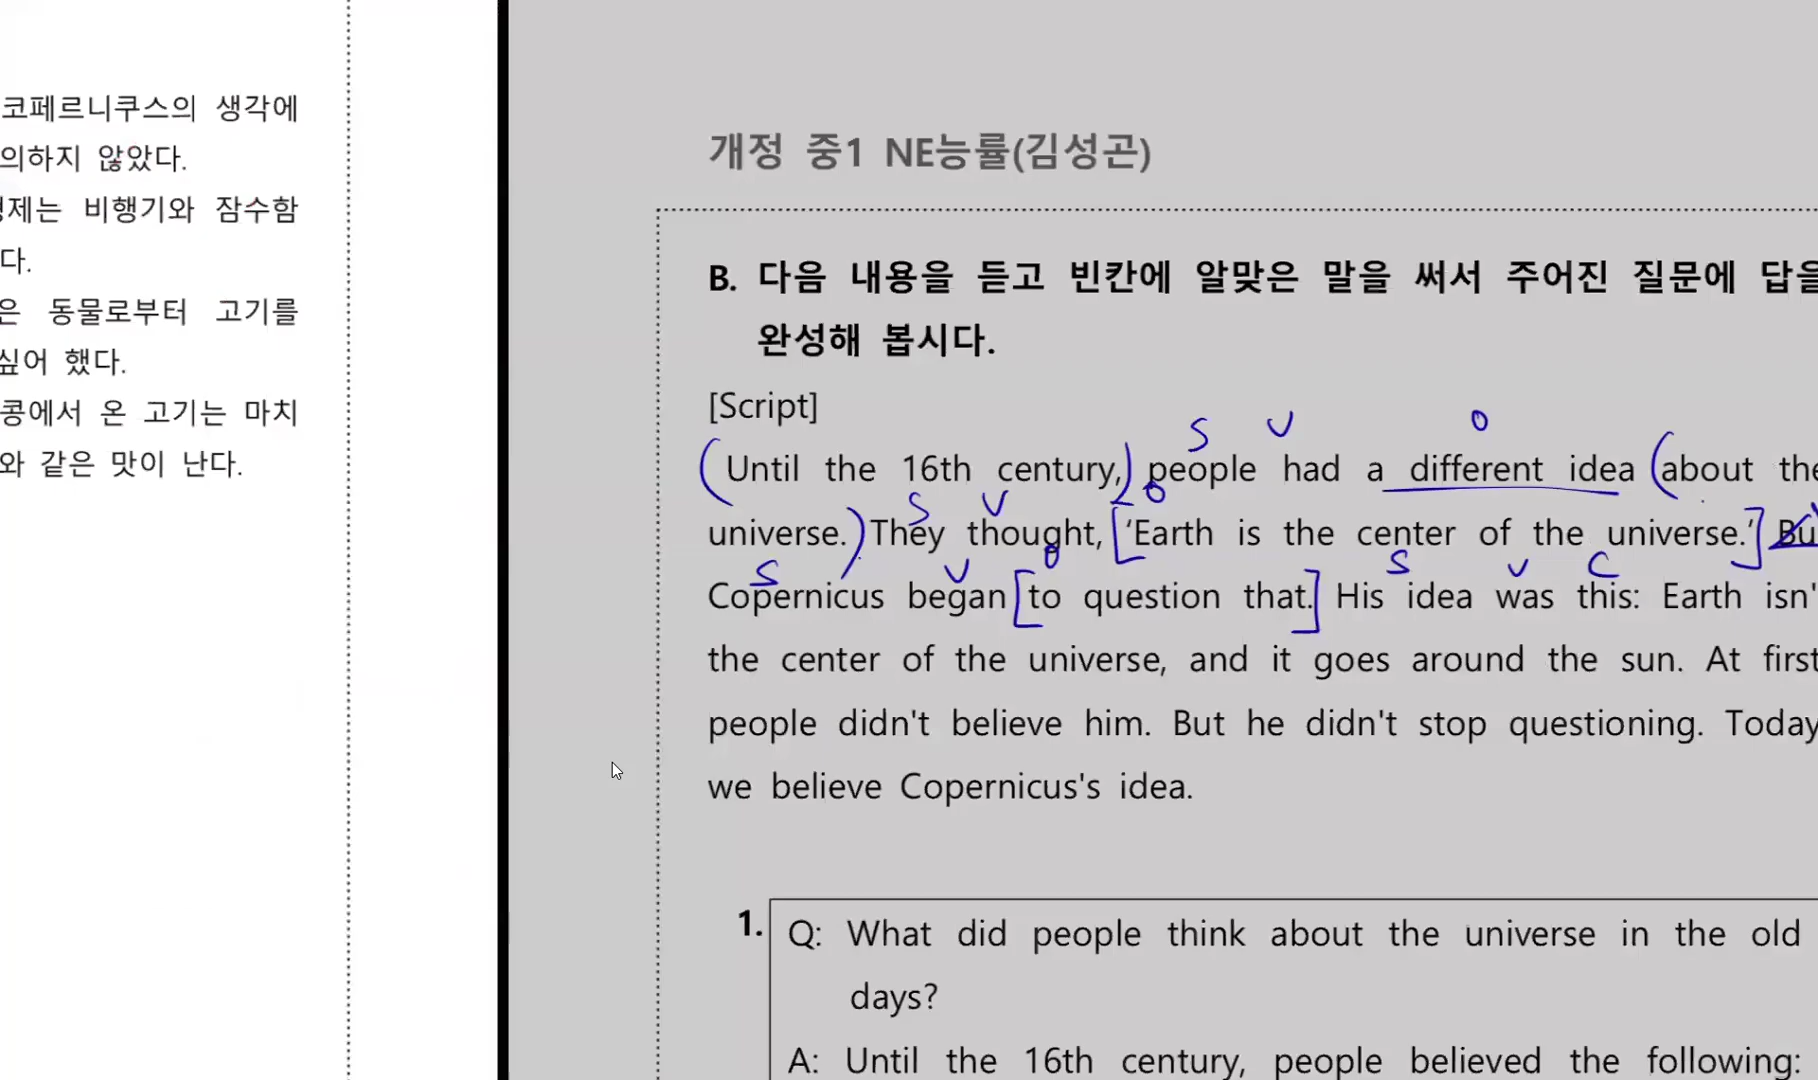 코페르니쿠스의 생각에
의하지 않았다.
제는 비행기와 잠수함
다.
은 동물로부터 고기를
싶어 했다.
콩에서 온 고기는 마치
와 같은 맛이 난다.
개정 중1 NE능률(김성곤)
B. 다음 내용을 듣고 빈칸에 알맞은 말을 써서 주어진 질문에 답을
완성해 봅시다.
[Script]
S V O
Until the 16th century, people had a different idea about the
S V O
universe. They thought, 'Earth is the center of the universe.' Bu
S V O S V C
Copernicus began to question that. His idea was this: Earth isn'
the center of the universe, and it goes around the sun. At first
people didn't believe him. But he didn't stop questioning. Today
we believe Copernicus's idea.
1. Q: What did people think about the universe in the old
days?
A: Until the 16th century, people believed the following: